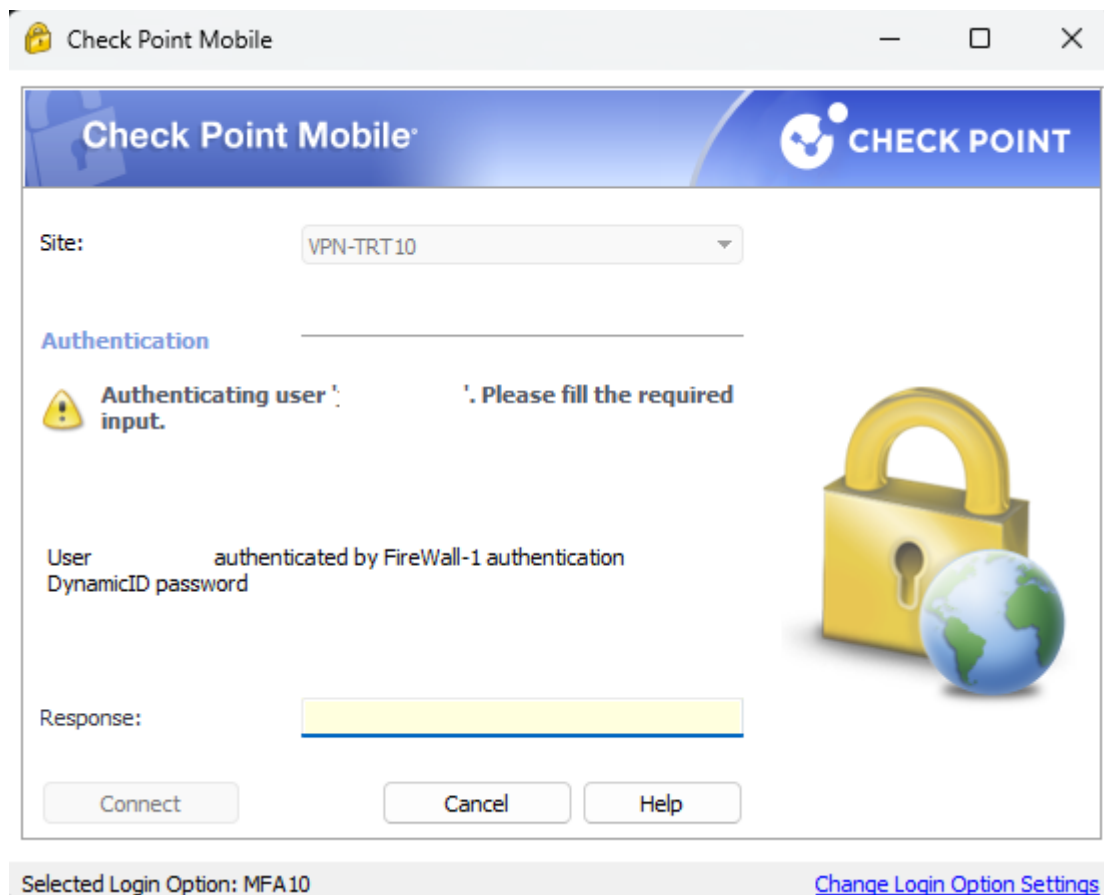 Check Point Mobile
Check Point Mobile
CHECK POINT
Site:
VPN-TRT10
Authentication
Authenticating user ' '. Please fill the required
input.
User authenticated by FireWall-1 authentication
DynamicID password
Response:
Connect
Cancel
Help
Selected Login Option: MFA10
Change Login Option Settings